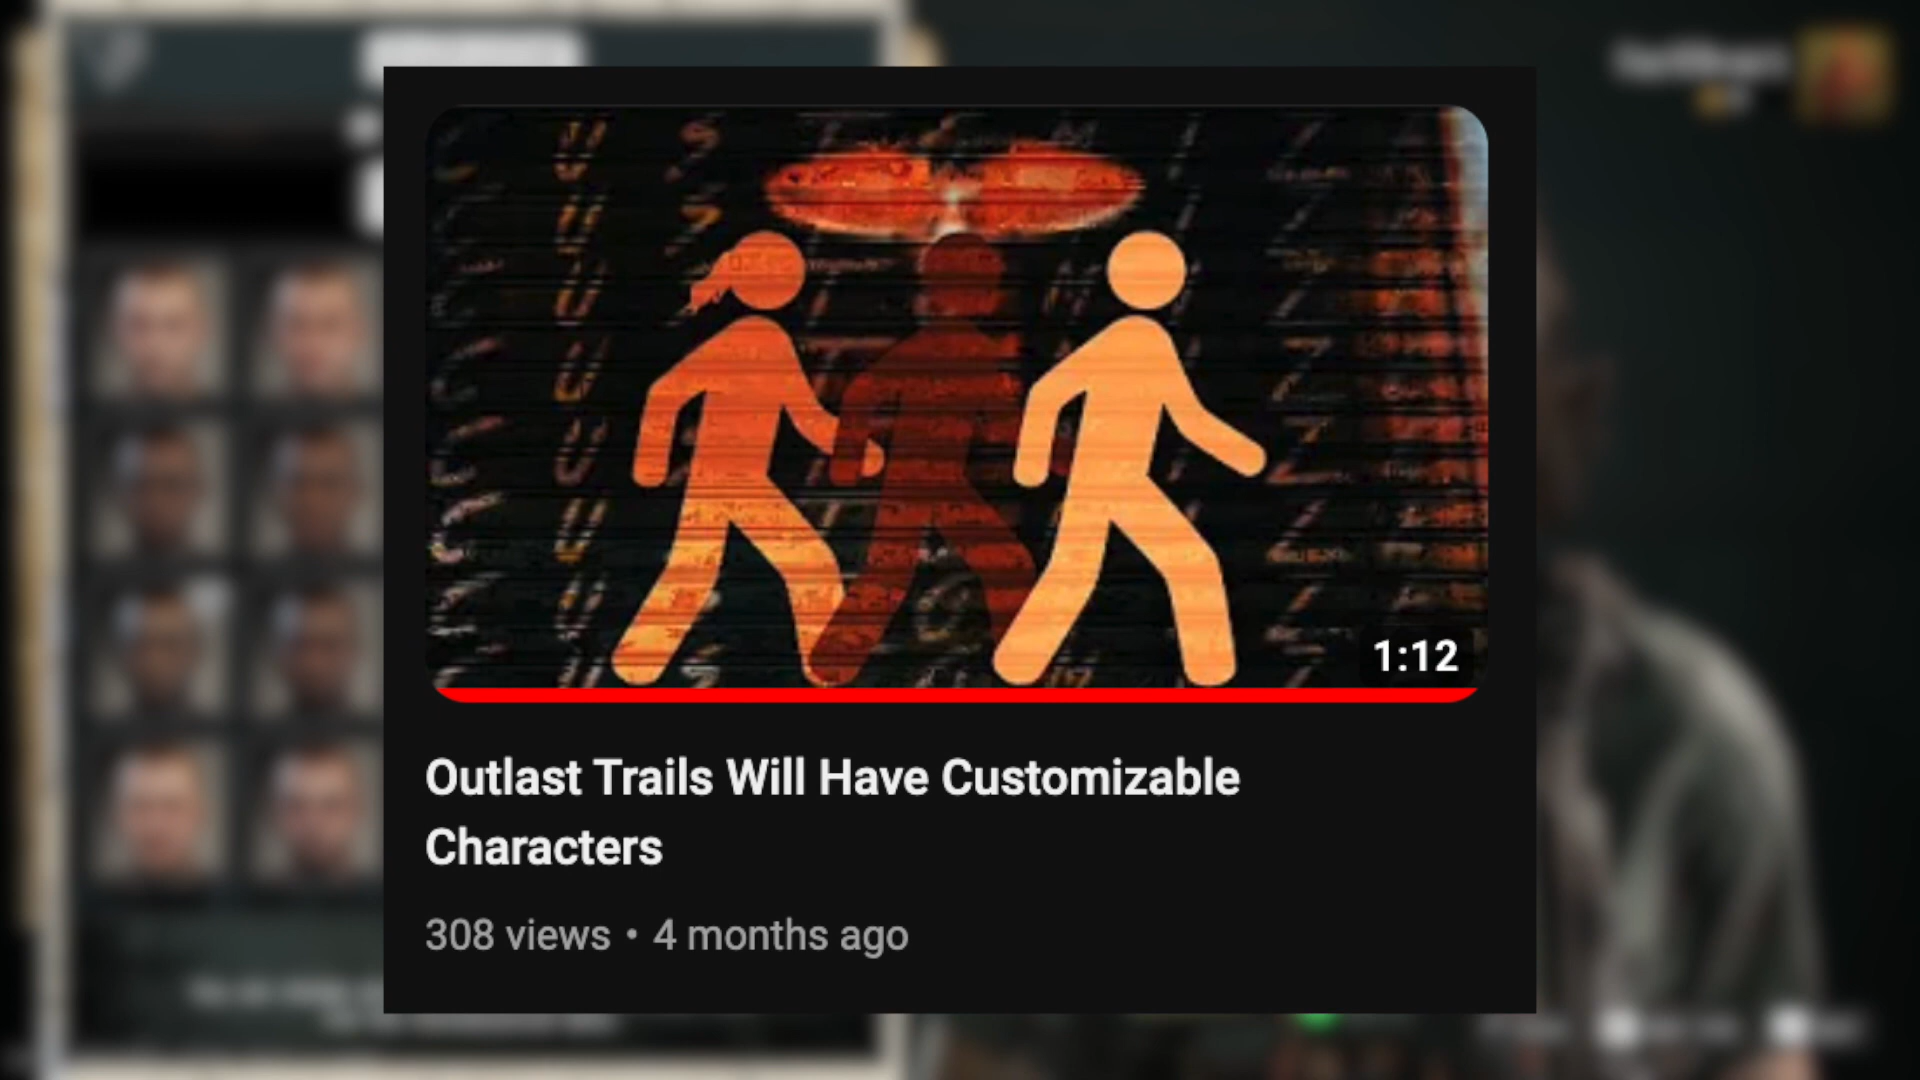 1:12
Outlast Trails Will Have Customizable
Characters
308 views • 4 months ago